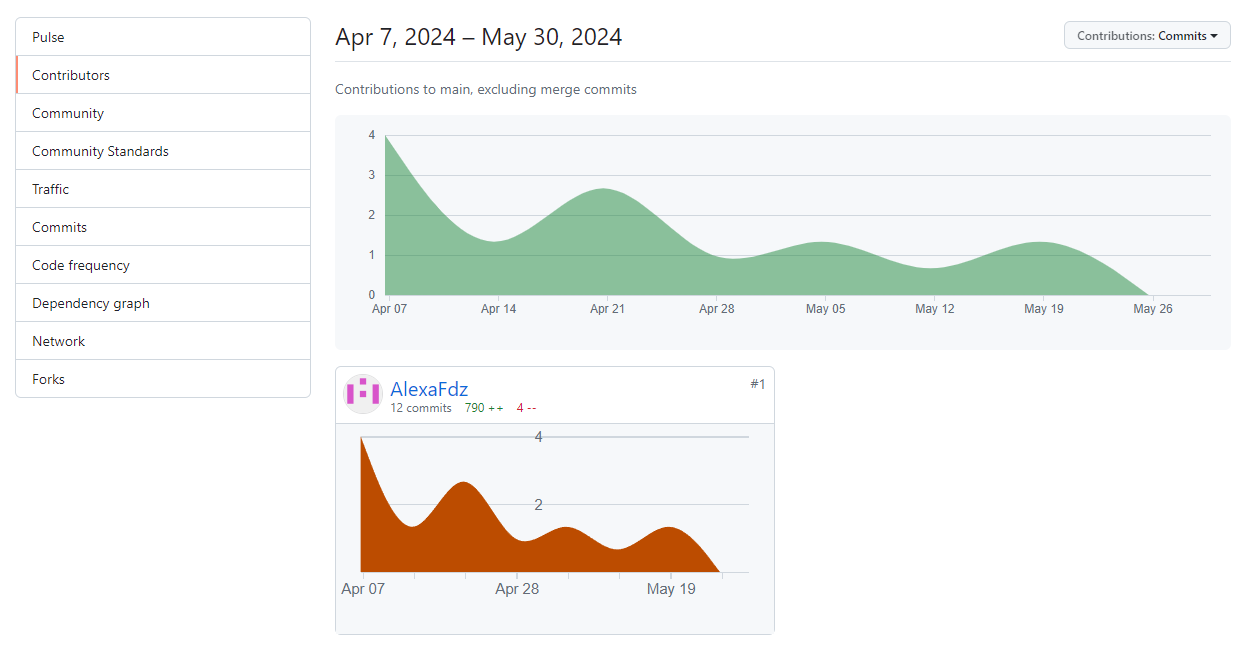 Pulse
Contributors
Community
Community Standards
Traffic
Commits
Code frequency
Dependency graph
Network
Forks
Apr 7, 2024 – May 30, 2024
Contributions: Commits
Contributions to main, excluding merge commits
4
3
2
1
0
Apr 07 Apr 14 Apr 21 Apr 28 May 05 May 12 May 19 May 26
AlexaFdz #1
12 commits 790 ++ 4 --
4
2
Apr 07 Apr 28 May 19